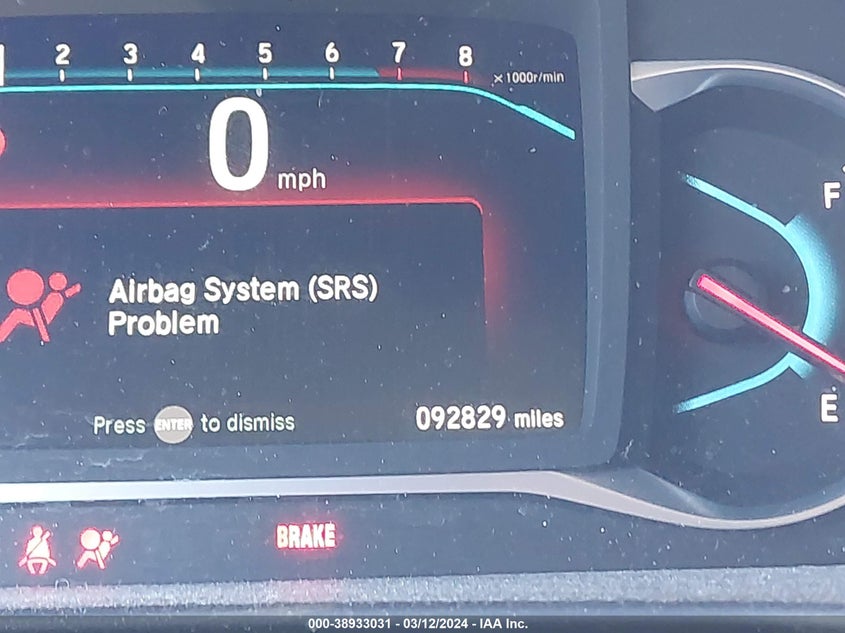 2 3 4 5 6 7 8
x1000r/min
0 mph
F
Airbag System (SRS)
Problem
E
Press ENTER to dismiss
092829 miles
BRAKE
000-38933031 - 03/12/2024 - IAA Inc.